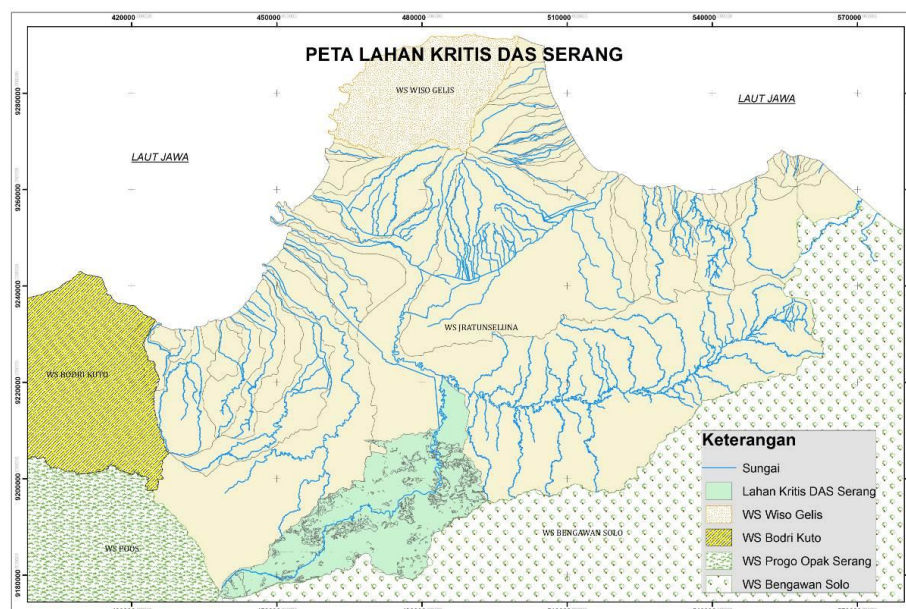 420000 450000 480000 510000 540000 570000
PETA LAHAN KRITIS DAS SERANG
9280000
WS WISO GELIS
LAUT JAWA
LAUT JAWA
9260000
9240000
WS JRATUNSELUNA
WS BODRI KUTO
9220000
Keterangan
Sungai
9200000
Lahan Kritis DAS Serang
WS Wiso Gelis
WS BENGAWAN SOLO
WS Bodri Kuto
WS POOS
WS Progo Opak Serang
9180000
WS Bengawan Solo